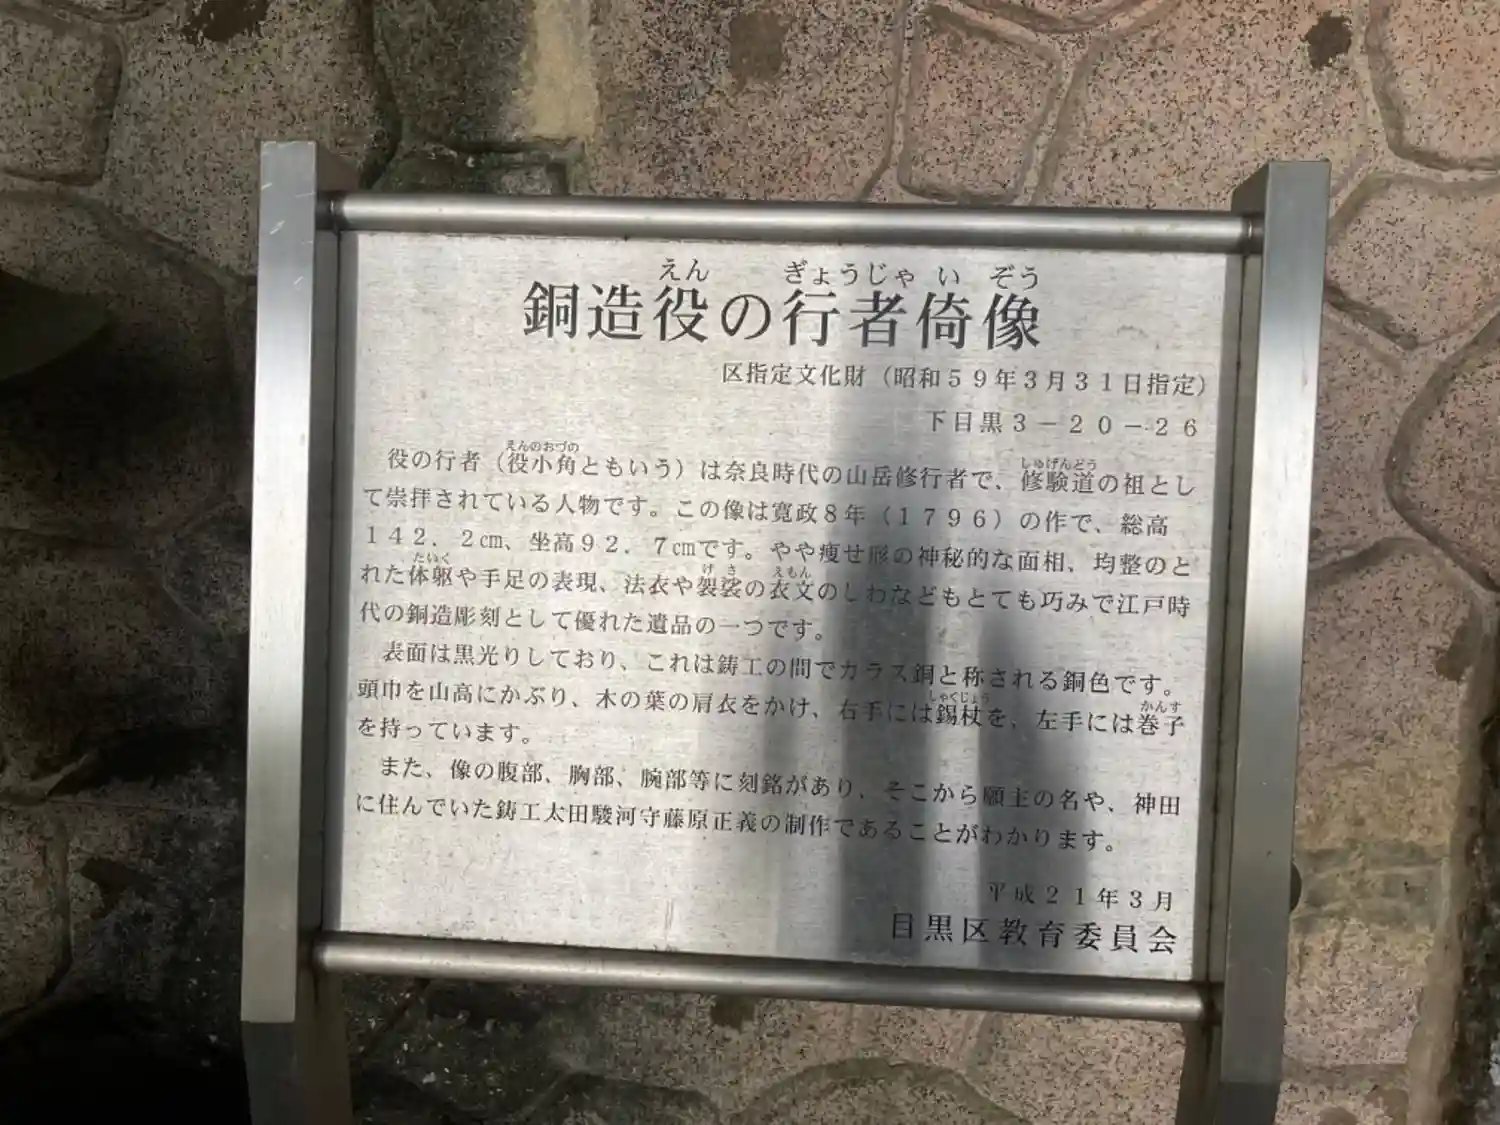 えん ぎょうじゃ い ぞう
銅造役の行者倚像
区指定文化財（昭和５９年３月３１日指定）
下目黒３－２０－２６
えんのおづの しゅげんどう
役の行者（役小角ともいう）は奈良時代の山岳修行者で、修験道の祖とし
て崇拝されている人物です。この像は寛政８年（１７９６）の作で、総高
１４２．２㎝、坐高９２．７㎝です。やや痩せ形の神秘的な面相、均整のと
たいく けさ えもん
れた体躯や手足の表現、法衣や袈裟の衣文のしわなどもとても巧みで江戸時
代の銅造彫刻として優れた遺品の一つです。
表面は黒光りしており、これは鋳工の間でカラス銅と称される銅色です。
しゃくじょう かんす
頭巾を山高にかぶり、木の葉の肩衣をかけ、右手には錫杖を、左手には巻子
を持っています。
また、像の腹部、胸部、腕部等に刻銘があり、そこから願主の名や、神田
に住んでいた鋳工太田駿河守藤原正義の制作であることがわかります。
平成２１年３月
目黒区教育委員会